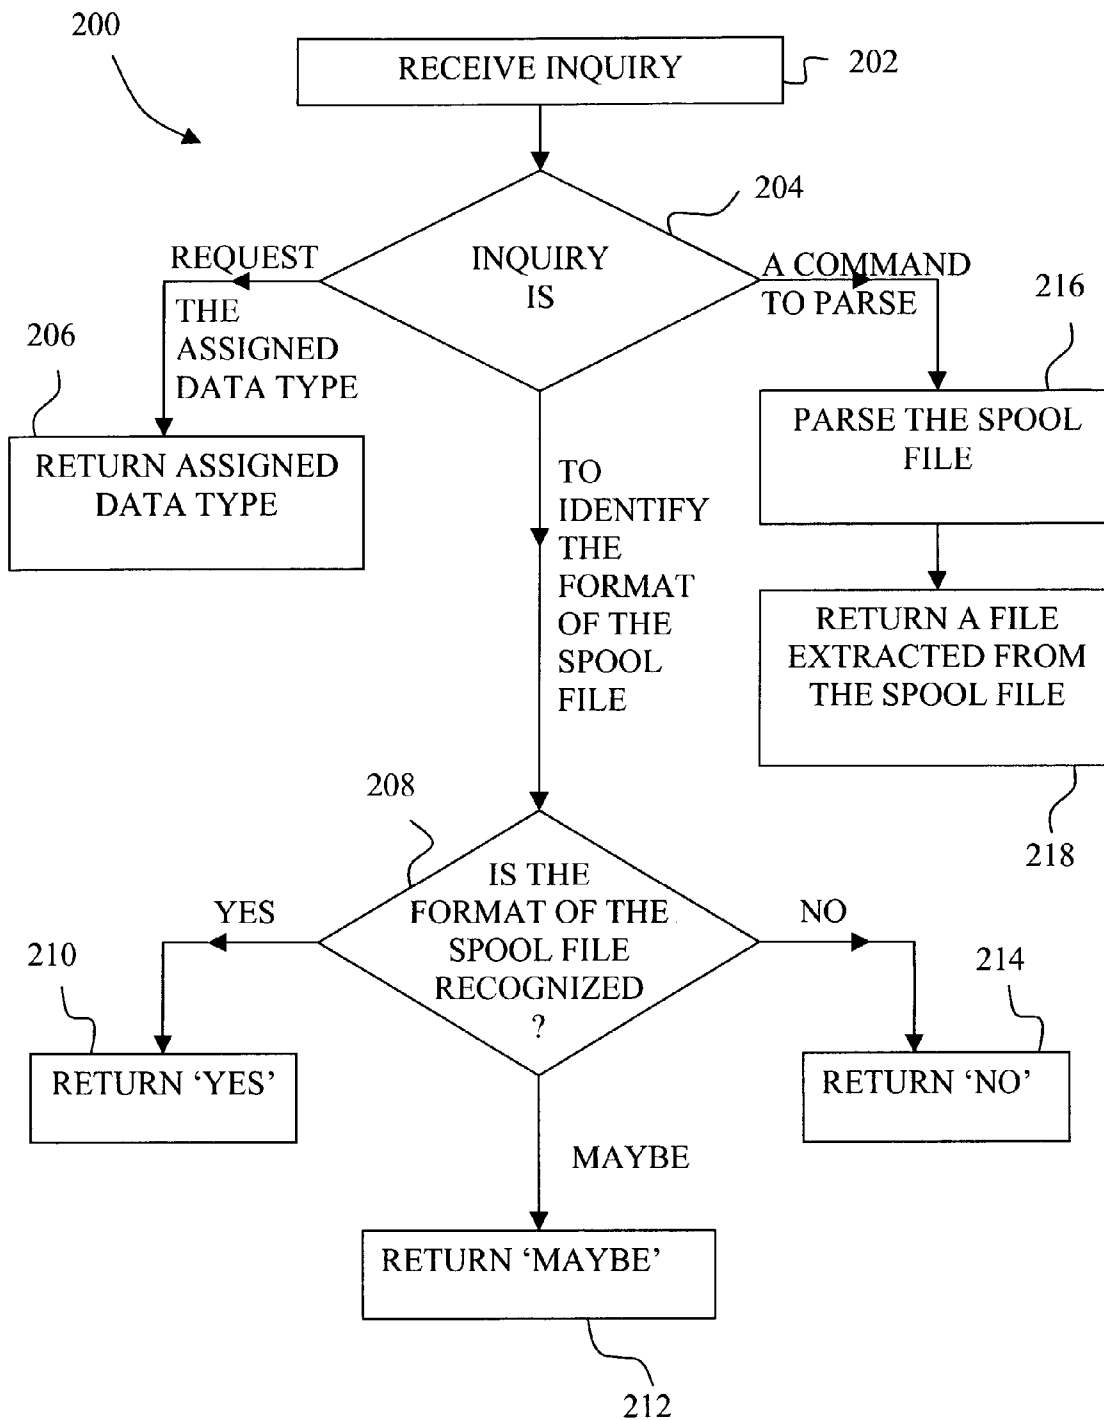 200
RECEIVE INQUIRY
202
204
INQUIRY
IS
REQUEST
THE
ASSIGNED
DATA TYPE
A COMMAND
TO PARSE
206
RETURN ASSIGNED
DATA TYPE
216
PARSE THE SPOOL
FILE
TO
IDENTIFY
THE
FORMAT
OF THE
SPOOL
FILE
RETURN A FILE
EXTRACTED FROM
THE SPOOL FILE
218
208
IS THE
FORMAT OF THE
SPOOL FILE
RECOGNIZED
?
YES
NO
210
RETURN ‘YES’
214
RETURN ‘NO’
MAYBE
RETURN ‘MAYBE’
212